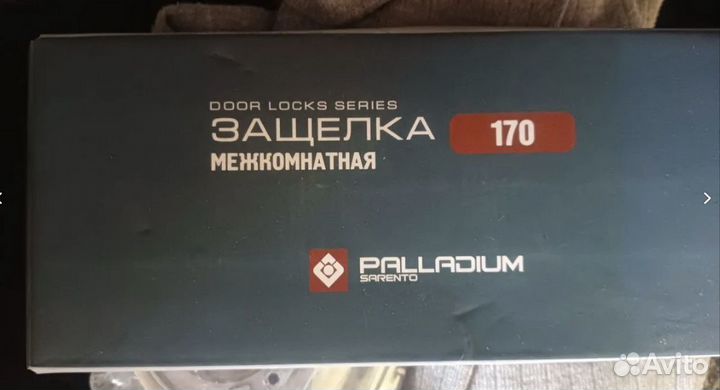 DOOR LOCKS SERIES
ЗАЩЕЛКА 170
МЕЖКОМНАТНАЯ
PALLADIUM
SARENTO
Avito